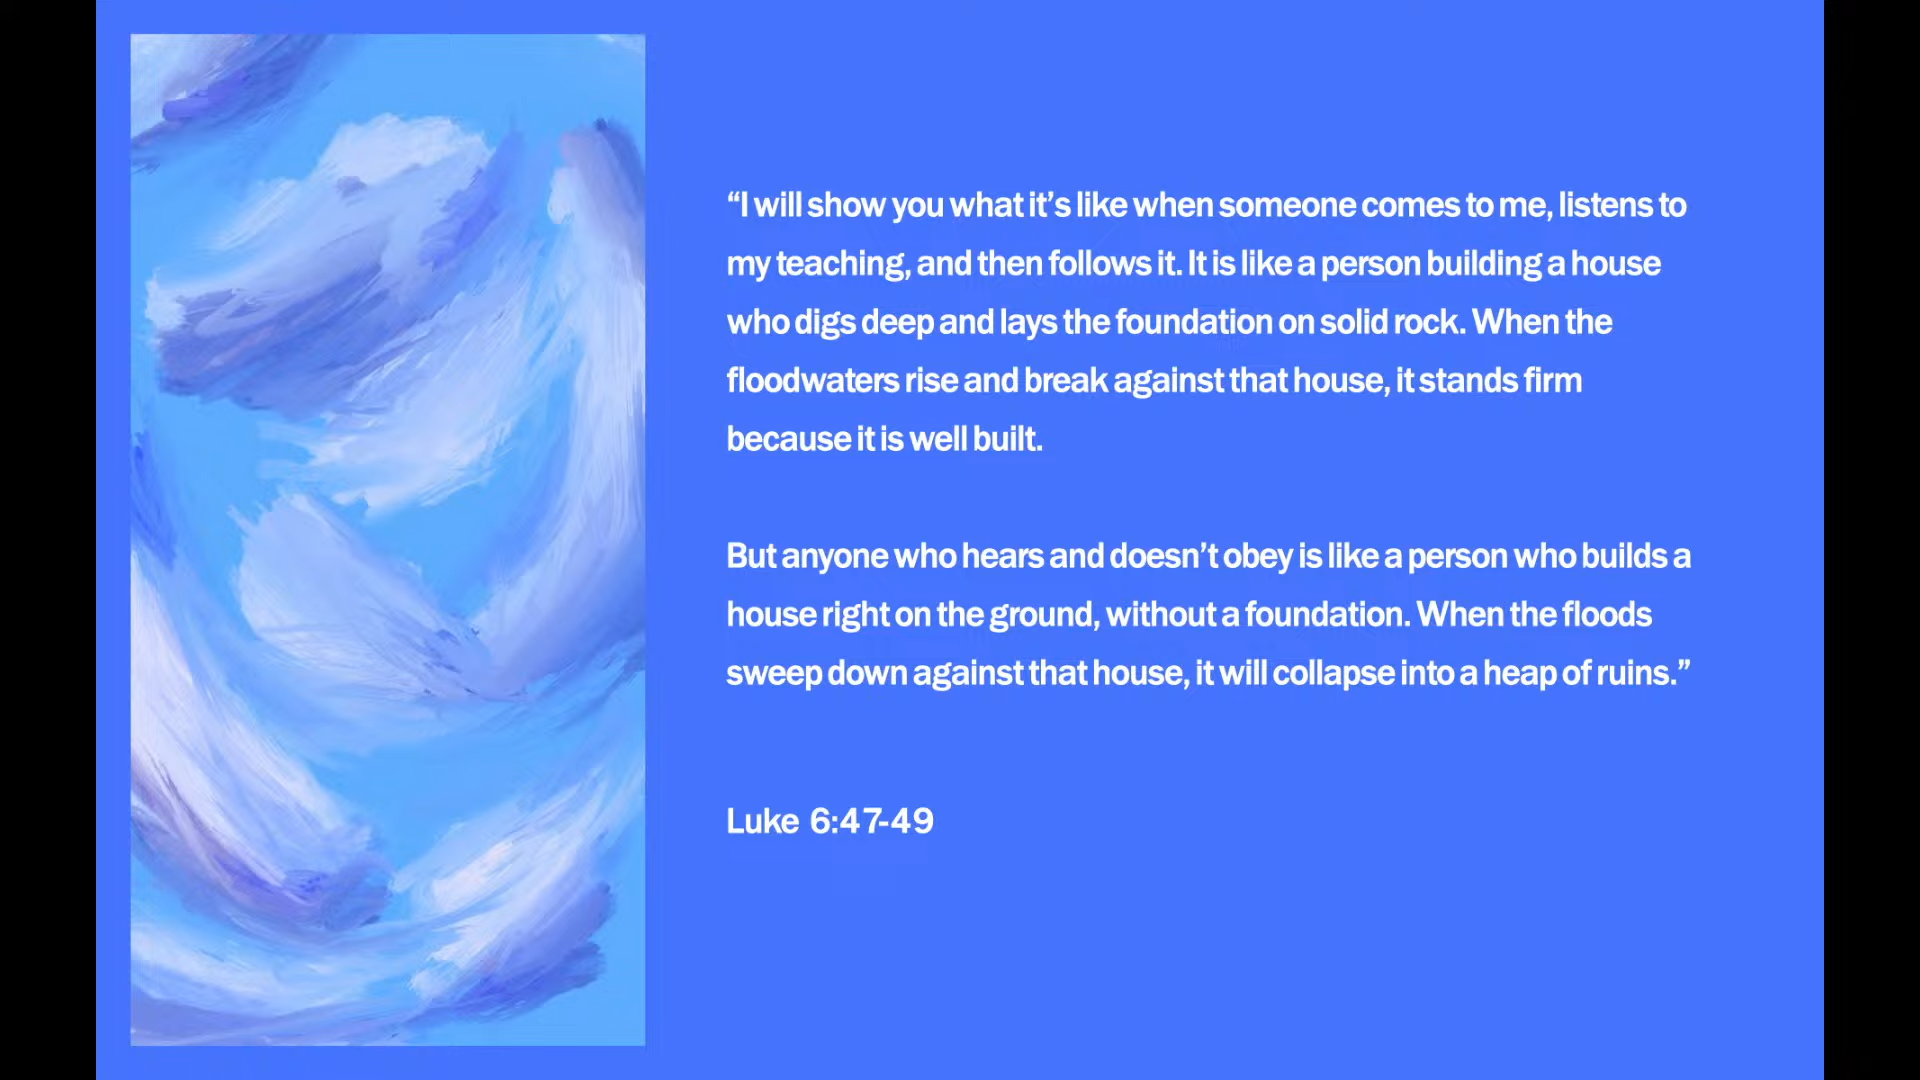 “I will show you what it’s like when someone comes to me, listens to
my teaching, and then follows it. It is like a person building a house
who digs deep and lays the foundation on solid rock. When the
floodwaters rise and break against that house, it stands firm
because it is well built.
But anyone who hears and doesn’t obey is like a person who builds a
house right on the ground, without a foundation. When the floods
sweep down against that house, it will collapse into a heap of ruins.”
Luke 6:47-49